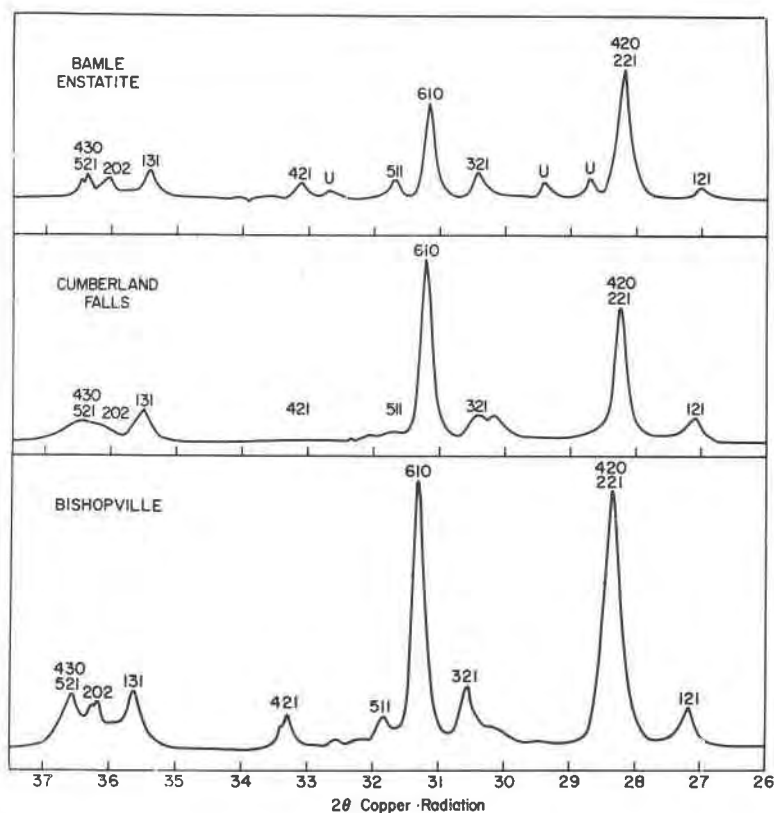 BAMLE
ENSTATITE
430
521 202 131
421
U
511
610
321
U
U
420
221
121
CUMBERLAND
FALLS
430
521 202 131
421
511
610
321
420
221
121
BISHOPVILLE
430
521 202 131
421
511
610
321
420
221
121
37 36 35 34 33 32 31 30 29 28 27 26
2θ Copper ·Radiation